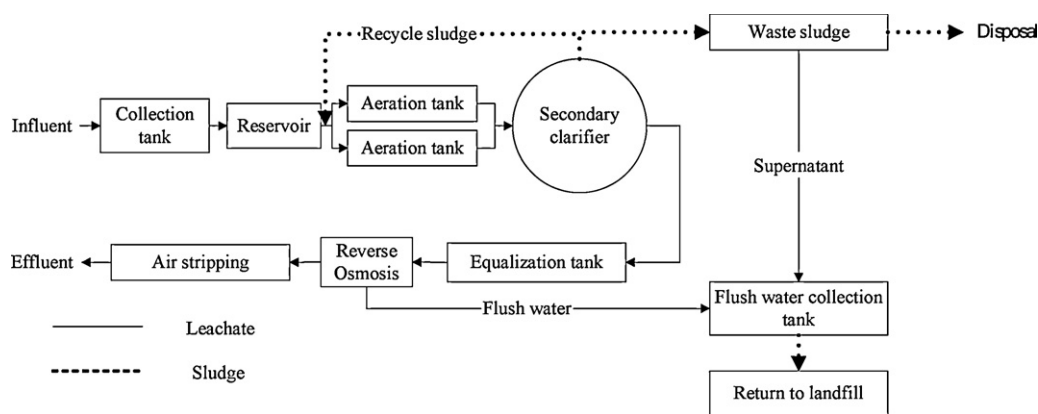 Recycle sludge
Waste sludge
Disposal
Influent
Collection
tank
Reservoir
Aeration tank
Aeration tank
Secondary
clarifier
Supernatant
Effluent
Air stripping
Reverse
Osmosis
Equalization tank
Flush water
Flush water collection
tank
Leachate
Sludge
Return to landfill